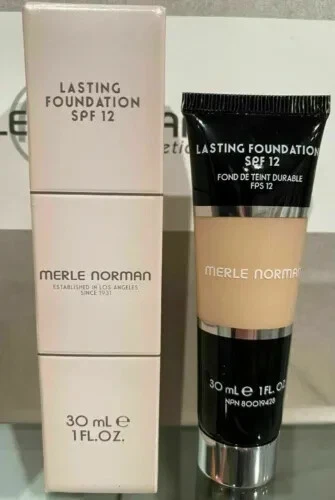 LASTING
FOUNDATION
SPF 12
MERLE NORMAN
ESTABLISHED IN LOS ANGELES
SINCE 1931
30 mL e
1 FL.OZ.
LASTING FOUNDATION
SPF 12
FOND DE TEINT DURABLE
FPS 12
MERLE NORMAN
30 mL e 1 FL. OZ.
NPN 80019428